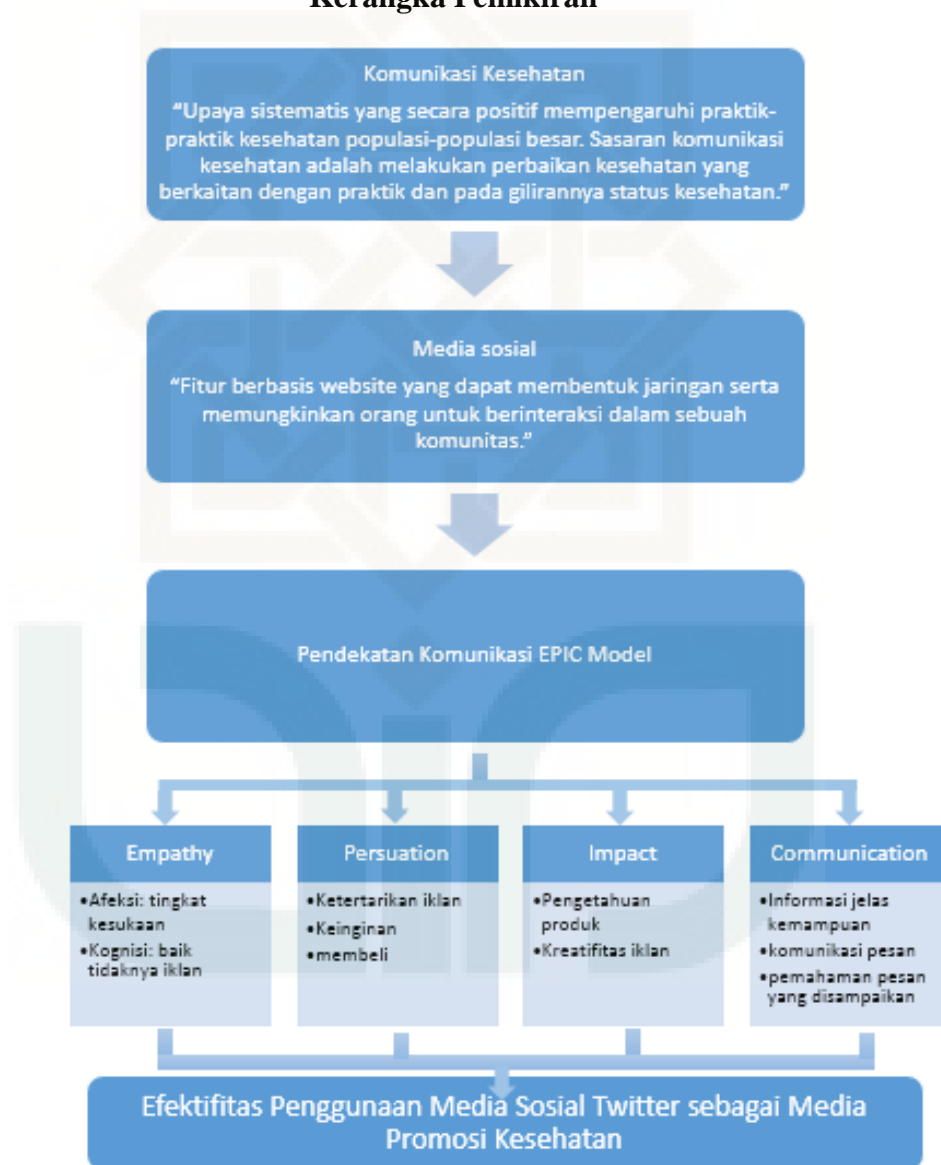 Kerangka Pemikiran
Komunikasi Kesehatan
“Upaya sistematis yang secara positif mempengaruhi praktik-
praktik kesehatan populasi-populasi besar. Sasaran komunikasi
kesehatan adalah melakukan perbaikan kesehatan yang
berkaitan dengan praktik dan pada gilirannya status kesehatan.”
Media sosial
“Fitur berbasis website yang dapat membentuk jaringan serta
memungkinkan orang untuk berinteraksi dalam sebuah
komunitas.”
Pendekatan Komunikasi EPIC Model
Empathy
•Afeksi: tingkat
kesukaan
•Kognisi: baik
tidaknya iklan
Persuation
•Ketertarikan iklan
•Keinginan
•membeli
Impact
•Pengetahuan
produk
•Kreatifitas iklan
Communication
•Informasi jelas
kemampuan
•komunikasi pesan
•pemahaman pesan
yang disampaikan
Efektifitas Penggunaan Media Sosial Twitter sebagai Media
Promosi Kesehatan